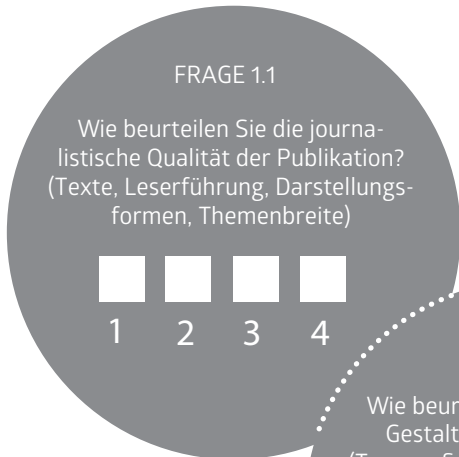 FRAGE 1.1
Wie beurteilen Sie die journa-
listische Qualität der Publikation?
(Texte, Leserführung, Darstellungs-
formen, Themenbreite)
1 2 3 4
Wie beur
Gestalt